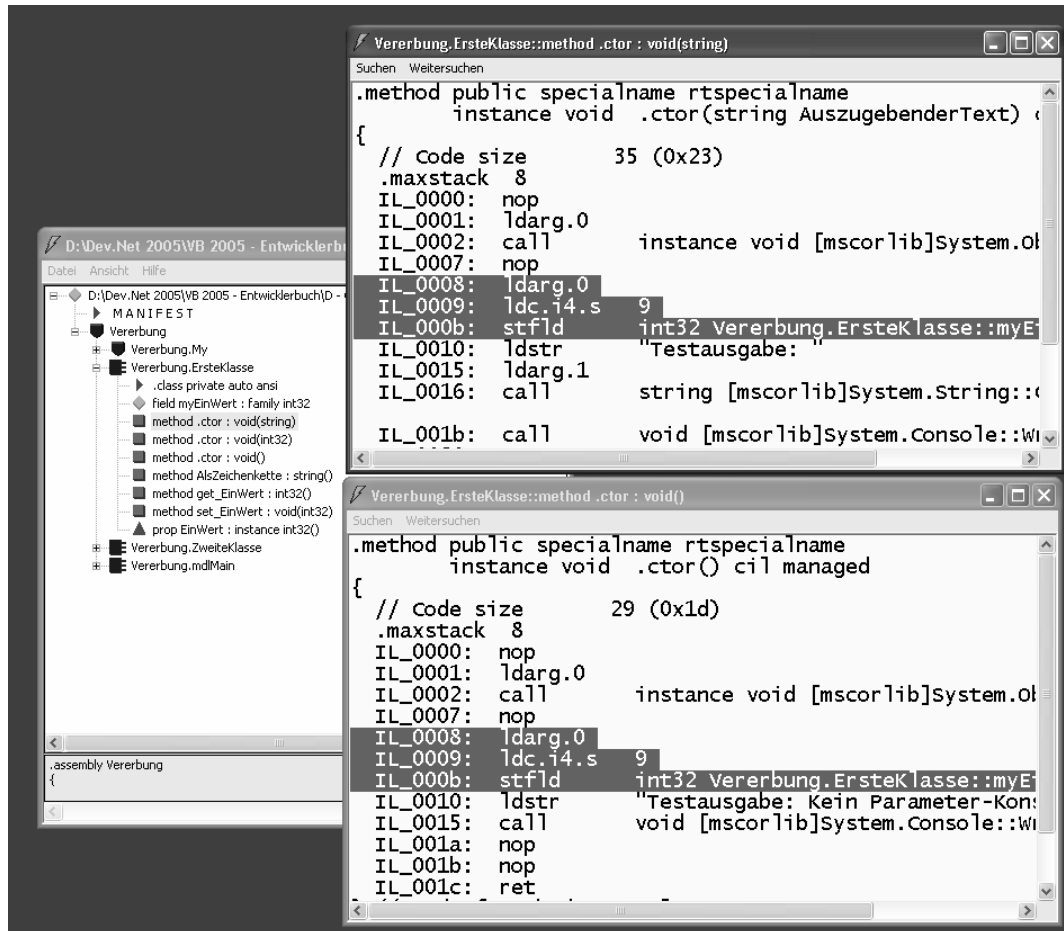 Vererbung.ErsteKlasse::method .ctor : void(string)
Suchen Weitersuchen
.method public specialname rtspecialname
instance void .ctor(string AuszugebenderText)
{
// Code size 35 (0x23)
.maxstack 8
IL_0000: nop
IL_0001: ldarg.0
IL_0002: call instance void [mscorlib]System.Ob
IL_0007: nop
IL_0008: ldarg.0
IL_0009: ldc.i4.s 9
IL_000b: stfld int32 Vererbung.ErsteKlasse::myEi
IL_0010: ldstr "Testausgabe: "
IL_0015: ldarg.1
IL_0016: call string [mscorlib]System.String::
IL_001b: call void [mscorlib]System.Console::Wr
D:\Dev.Net 2005\VB 2005 - Entwicklerb
Datei Ansicht Hilfe
D:\Dev.Net 2005\VB 2005 - Entwicklerbuch\D -
MANIFEST
Vererbung
Vererbung.My
Vererbung.ErsteKlasse
.class private auto ansi
field myEinWert : family int32
method .ctor : void(string)
method .ctor : void(int32)
method .ctor : void()
method AlsZeichenkette : string()
method get_EinWert : int32()
method set_EinWert : void(int32)
prop EinWert : instance int32()
Vererbung.ZweiteKlasse
Vererbung.mdlMain
.assembly Vererbung
{
Vererbung.ErsteKlasse::method .ctor : void()
Suchen Weitersuchen
.method public specialname rtspecialname
instance void .ctor() cil managed
{
// Code size 29 (0x1d)
.maxstack 8
IL_0000: nop
IL_0001: ldarg.0
IL_0002: call instance void [mscorlib]System.Ob
IL_0007: nop
IL_0008: ldarg.0
IL_0009: ldc.i4.s 9
IL_000b: stfld int32 Vererbung.ErsteKlasse::myEi
IL_0010: ldstr "Testausgabe: Kein Parameter-Kons
IL_0015: call void [mscorlib]System.Console::Wr
IL_001a: nop
IL_001b: nop
IL_001c: ret